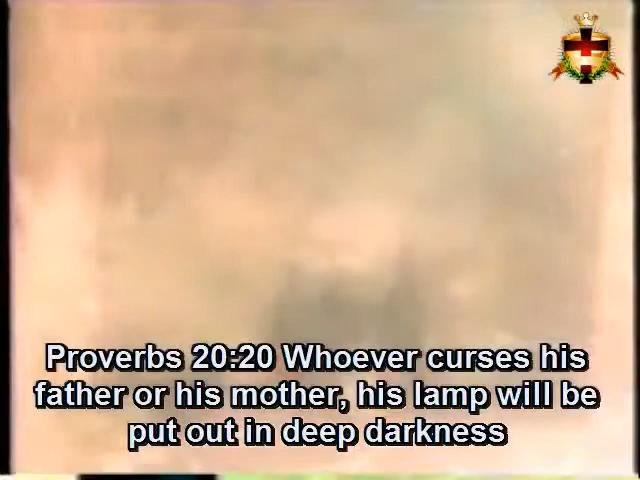 Proverbs 20:20 Whoever curses his
father or his mother, his lamp will be
put out in deep darkness